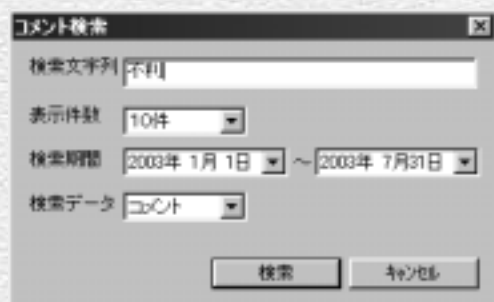 コメント検索
検索文字列 不利
表示件数 10件
検索期間 2003年 1月 1日 ～ 2003年 7月31日
検索データ コメント
検索 キャンセル